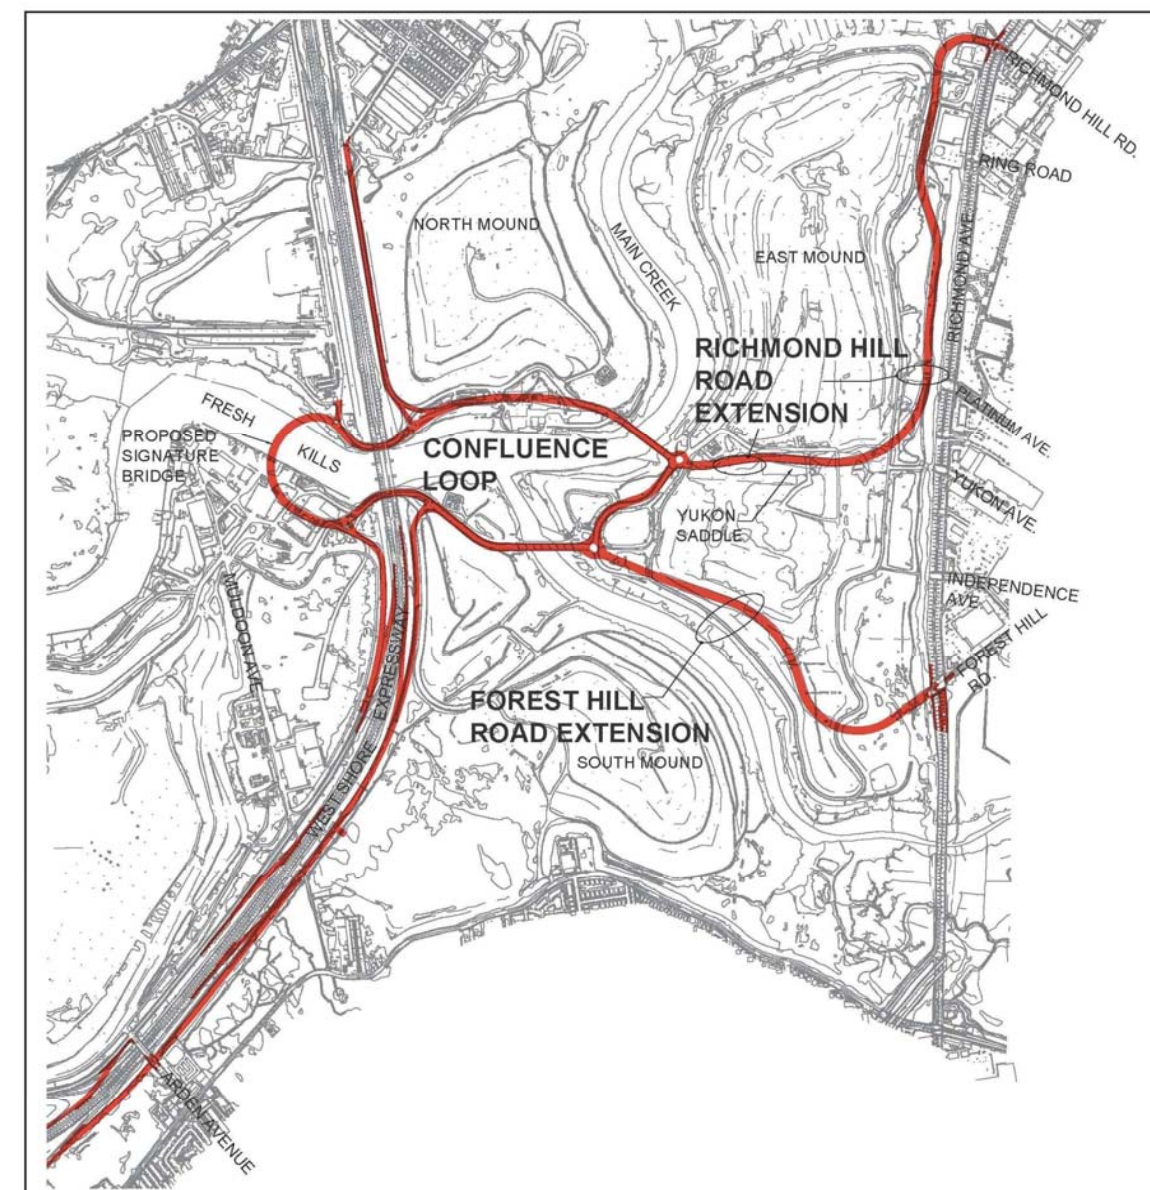 RICHMOND HILL RD.
RING ROAD
NORTH MOUND
MAIN CREEK
EAST MOUND
RICHMOND AVE.
RICHMOND HILL
ROAD
EXTENSION
PLATINUM AVE.
FRESH
KILLS
PROPOSED
SIGNATURE
BRIDGE
CONFLUENCE
LOOP
YUKON AVE.
YUKON
SADDLE
INDEPENDENCE
AVE.
MULDOON AVE.
FOREST HILL
RD.
WEST SHORE EXPRESSWAY
FOREST HILL
ROAD EXTENSION
SOUTH MOUND
ARDEN AVENUE